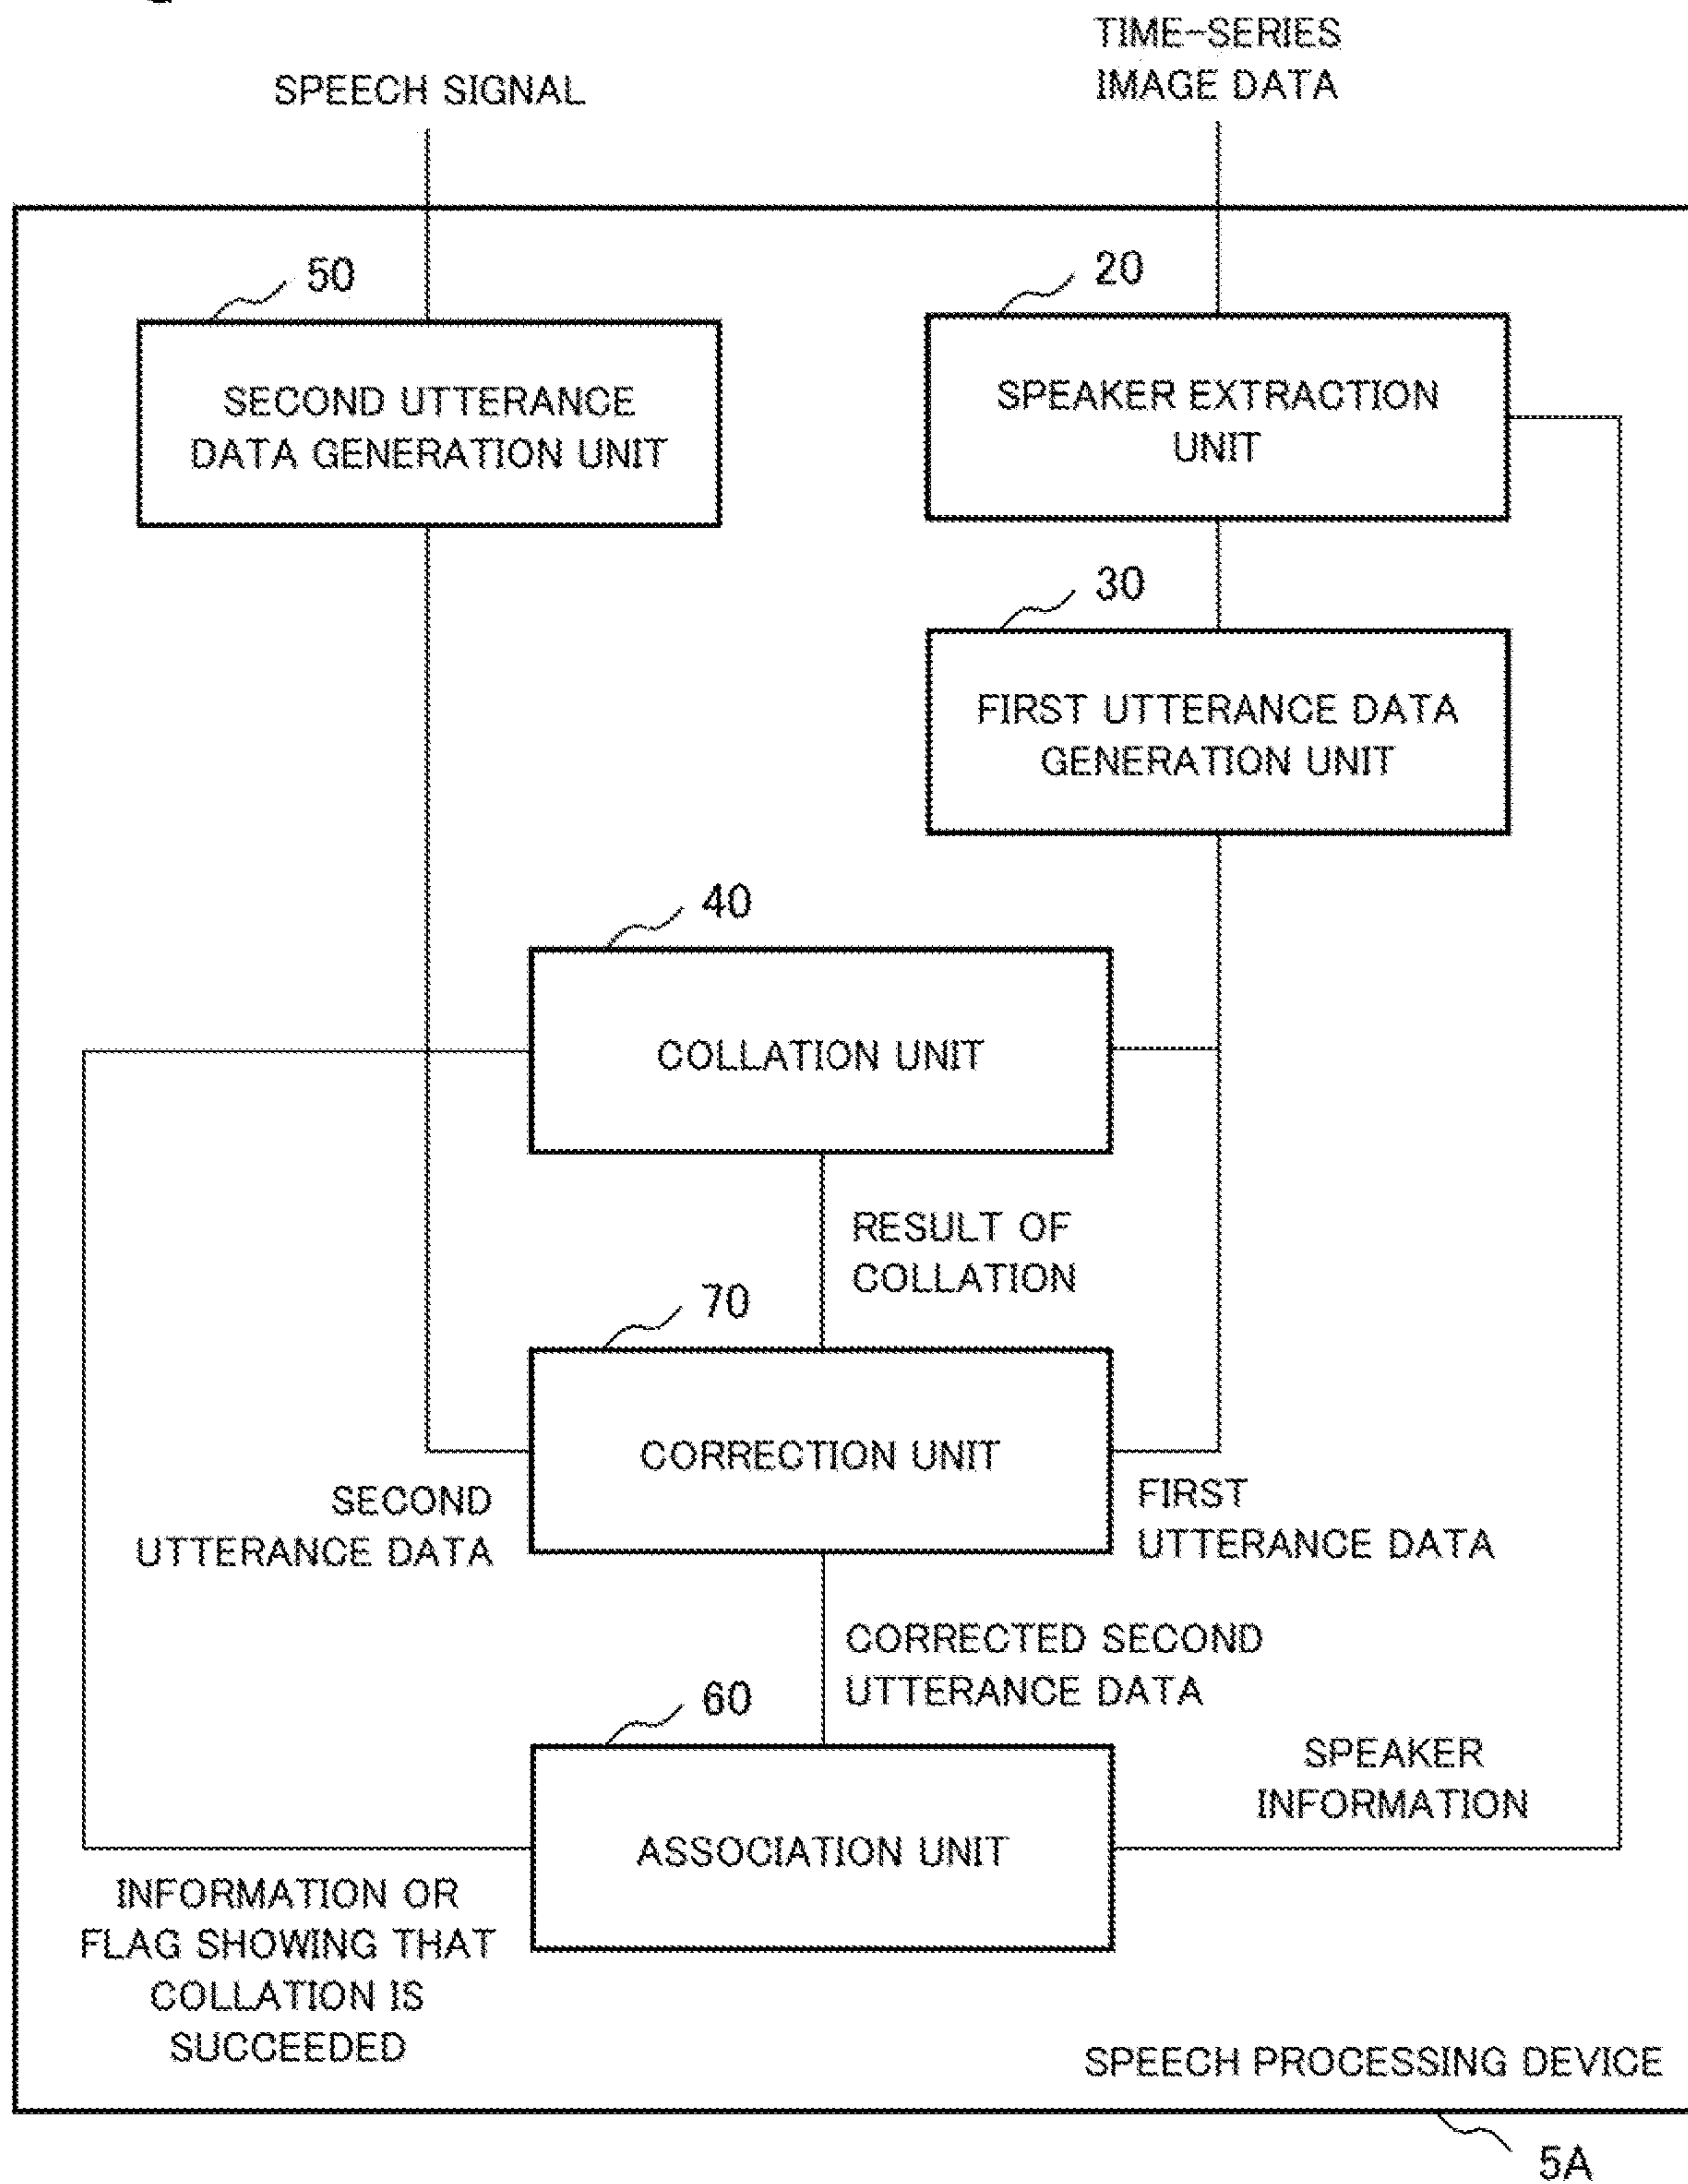 TIME-SERIES
IMAGE DATA
SPEECH SIGNAL
50
20
SECOND UTTERANCE
DATA GENERATION UNIT
SPEAKER EXTRACTION
UNIT
30
FIRST UTTERANCE DATA
GENERATION UNIT
40
COLLATION UNIT
RESULT OF
COLLATION
70
CORRECTION UNIT
SECOND
UTTERANCE DATA
FIRST
UTTERANCE DATA
CORRECTED SECOND
UTTERANCE DATA
60
SPEAKER
INFORMATION
ASSOCIATION UNIT
INFORMATION OR
FLAG SHOWING THAT
COLLATION IS
SUCCEEDED
SPEECH PROCESSING DEVICE
5A